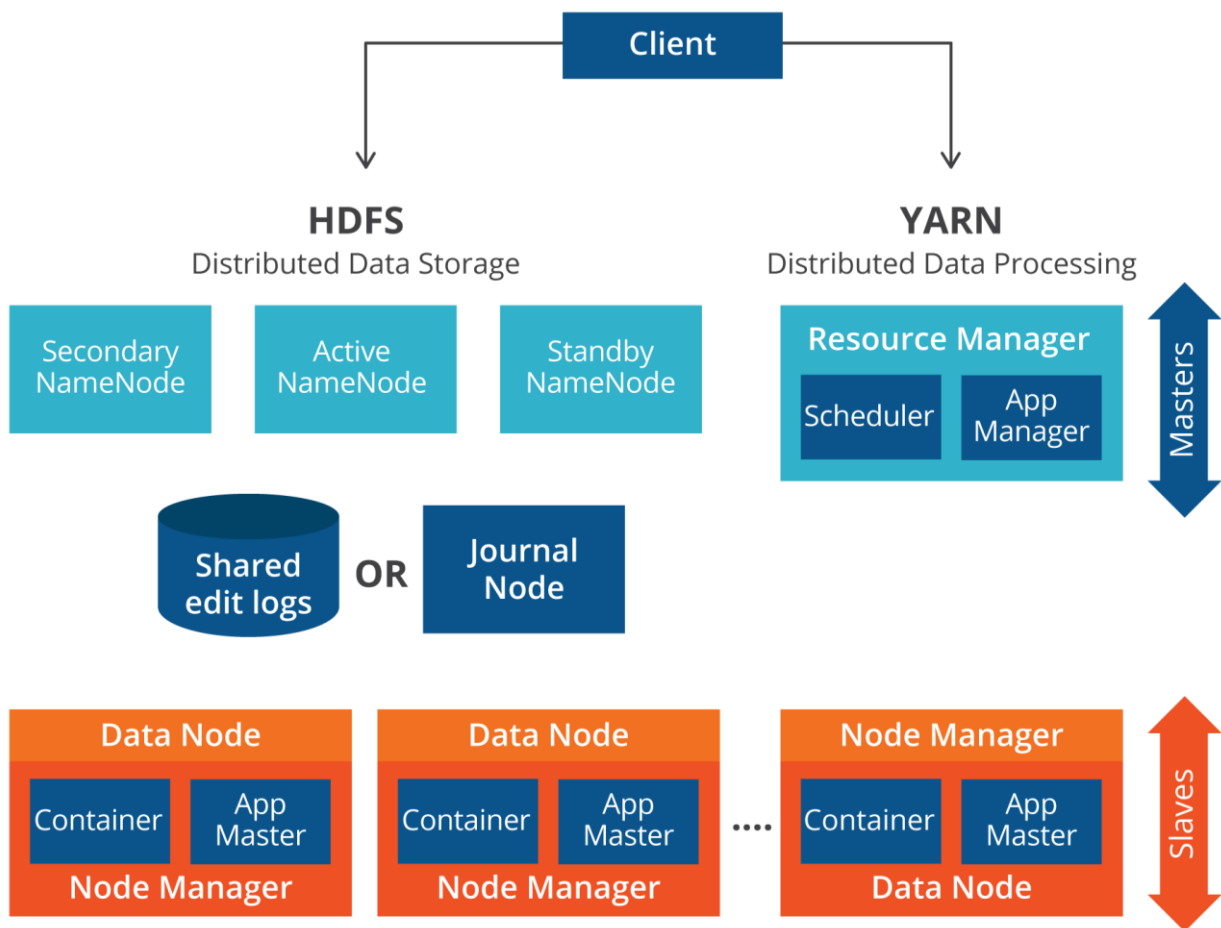 Client
HDFS
Distributed Data Storage
YARN
Distributed Data Processing
Secondary
NameNode
Active
NameNode
Standby
NameNode
Resource Manager
Scheduler
App
Manager
Masters
Shared
edit logs
OR
Journal
Node
Data Node
Container
App
Master
Node Manager
Data Node
Container
App
Master
Node Manager
....
Node Manager
Container
App
Master
Data Node
Slaves